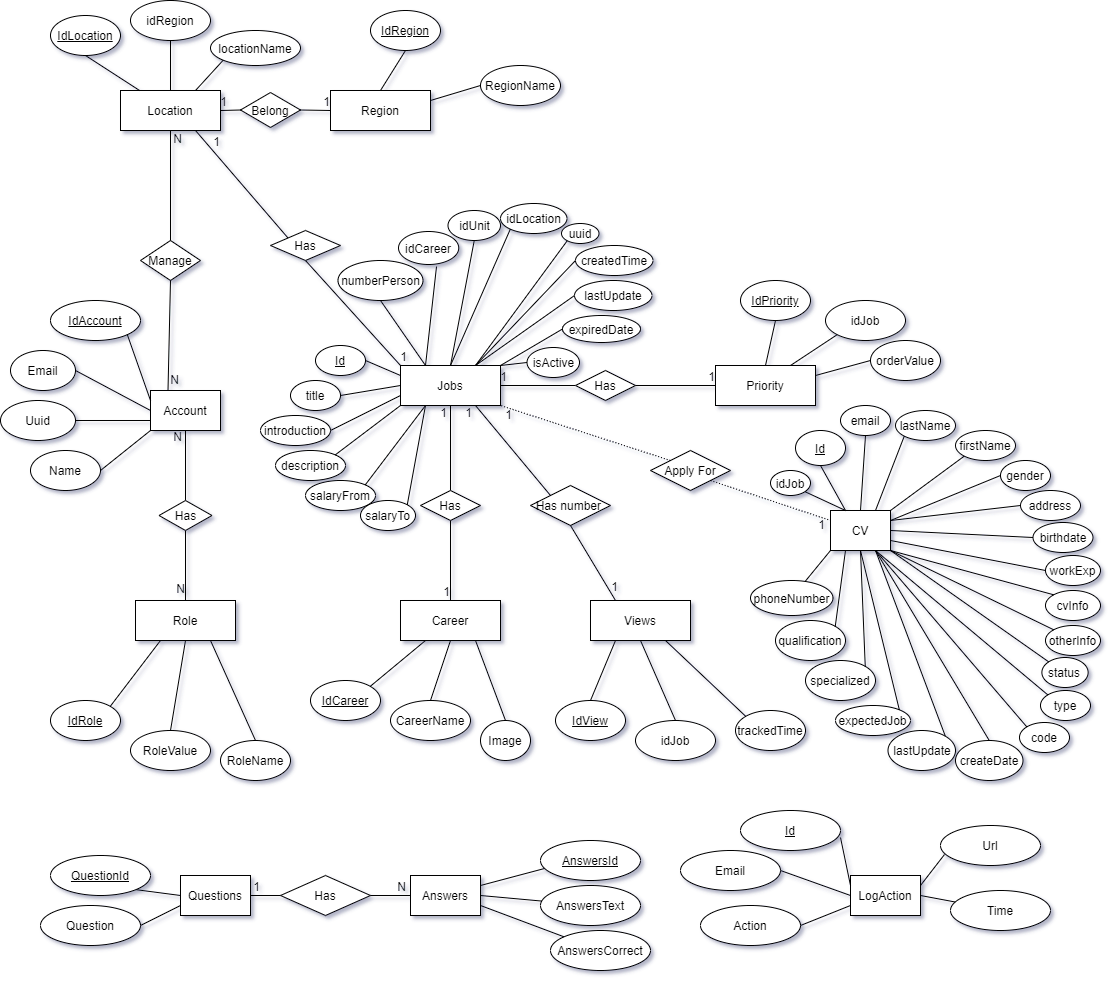 idRegion
IdLocation
locationName
IdRegion
RegionName
Location
1
Belong
1
Region
N
1
Manage
Has
idLocation
idUnit
uuid
idCareer
createdTime
numberPerson
lastUpdate
expiredDate
isActive
IdPriority
idJob
orderValue
IdAccount
Email
Uuid
Name
N
Account
N
Id
title
introduction
description
salaryFrom
salaryTo
1
Jobs
1
Has
1
Priority
1
1
1
Apply For
1
Has
Has
Has number
N
1
1
Role
Career
Views
IdRole
RoleValue
RoleName
IdCareer
CareerName
Image
IdView
idJob
trackedTime
CV
idJob
Id
email
lastName
firstName
gender
address
birthdate
workExp
cvInfo
otherInfo
status
type
code
createDate
lastUpdate
expectedJob
specialized
qualification
phoneNumber
QuestionId
Question
Questions
1
Has
N
Answers
AnswersId
AnswersText
AnswersCorrect
Id
Email
Action
LogAction
Url
Time